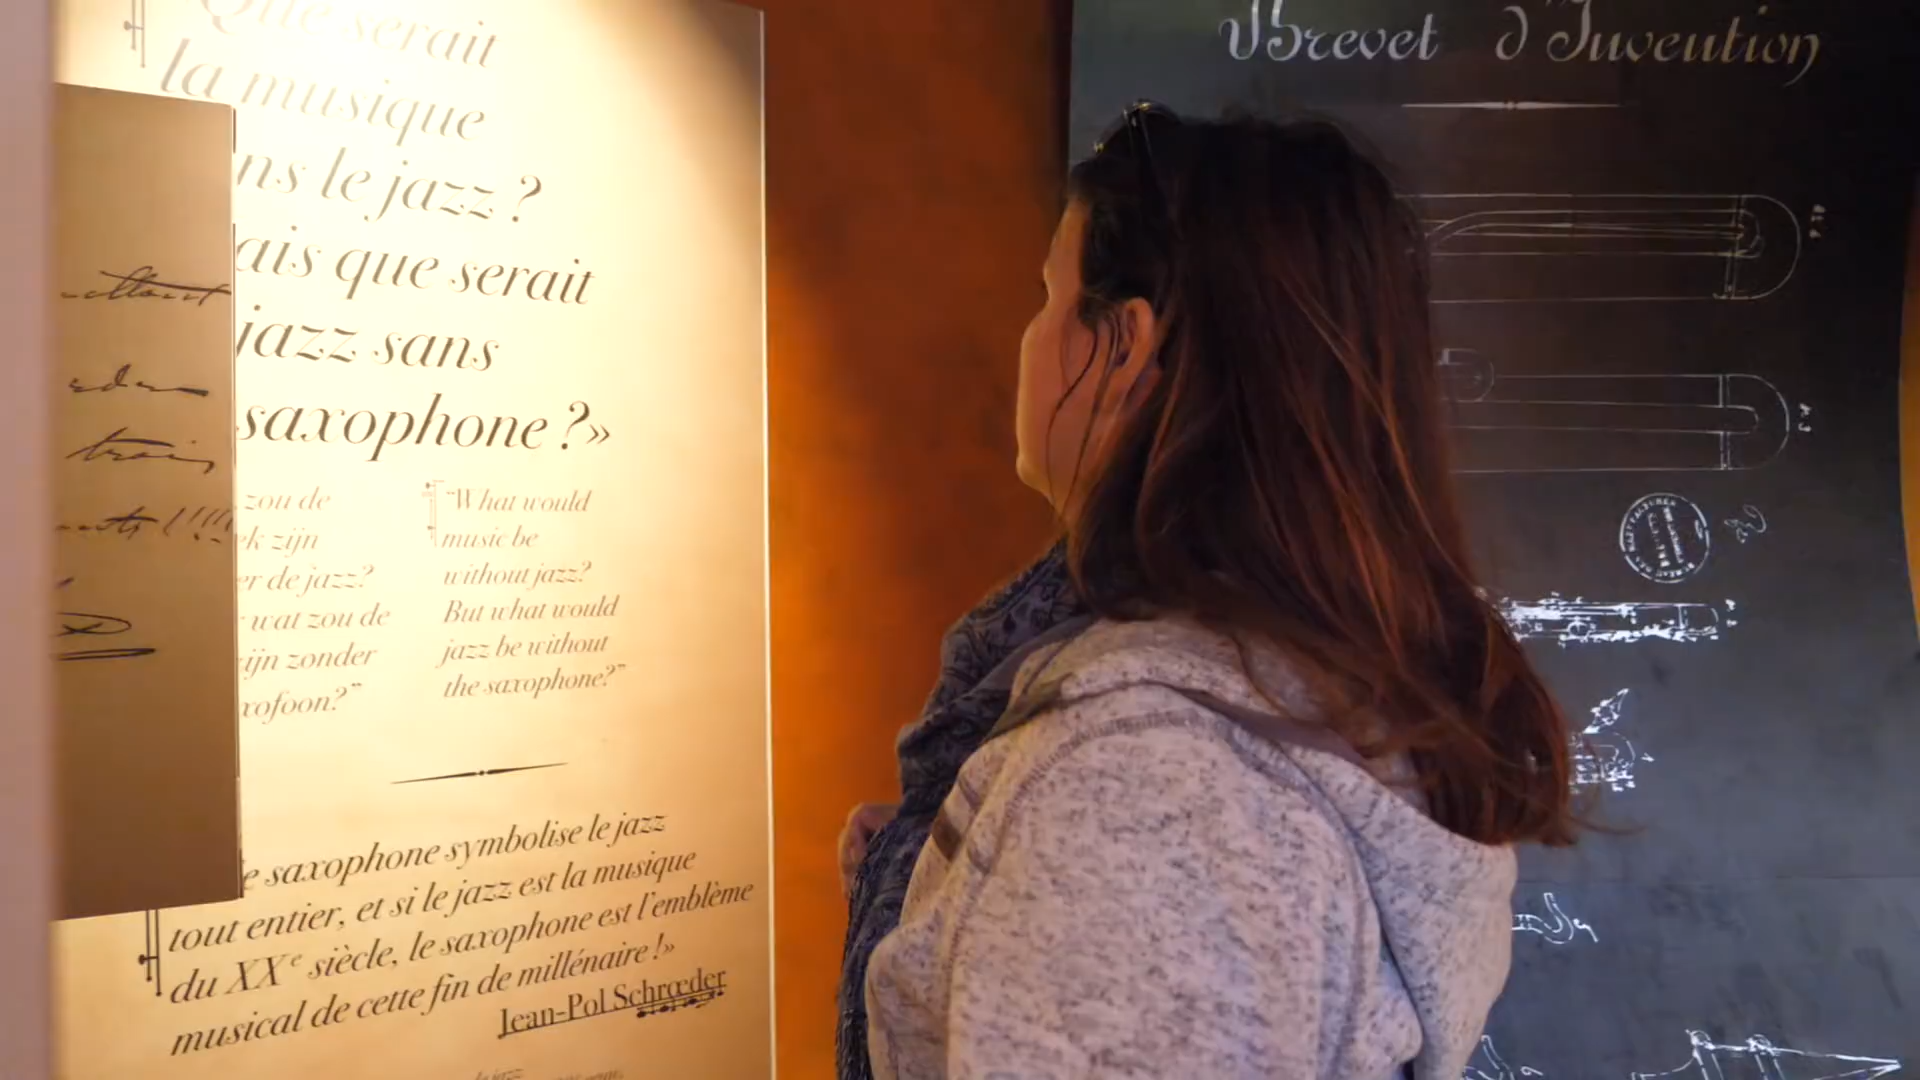 Que serait
la musique
ns le jazz ?
ais que serait
jazz sans
saxophone ?»
zou de
ek zijn
er de jazz?
wat zou de
ijn zonder
xofoon?”
“What would
music be
without jazz?
But what would
jazz be without
the saxophone?”
e saxophone symbolise le jazz
tout entier, et si le jazz est la musique
du XXe siècle, le saxophone est l'emblème
musical de cette fin de millénaire !»
Jean-Pol Schrœder
Brevet d'Invention